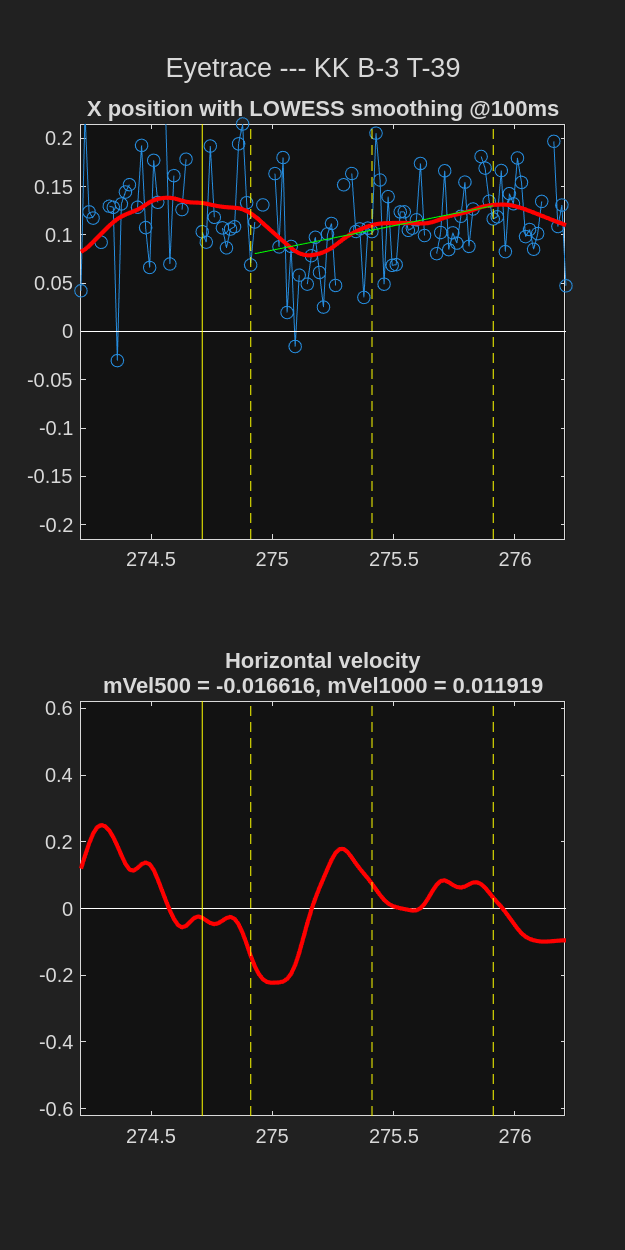 Eyetrace --- KK B-3 T-39
X position with LOWESS smoothing @100ms
0.2
0.15
0.1
0.05
0
-0.05
-0.1
-0.15
-0.2
274.5 275 275.5 276
Horizontal velocity
mVel500 = -0.016616, mVel1000 = 0.011919
0.6
0.4
0.2
0
-0.2
-0.4
-0.6
274.5 275 275.5 276